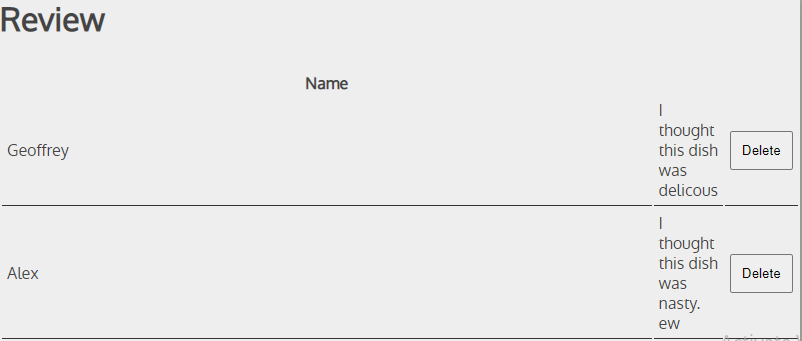 Review
Name
Geoffrey
I
thought
this dish
was
delicous
Delete
Alex
I
thought
this dish
was
nasty.
ew
Delete